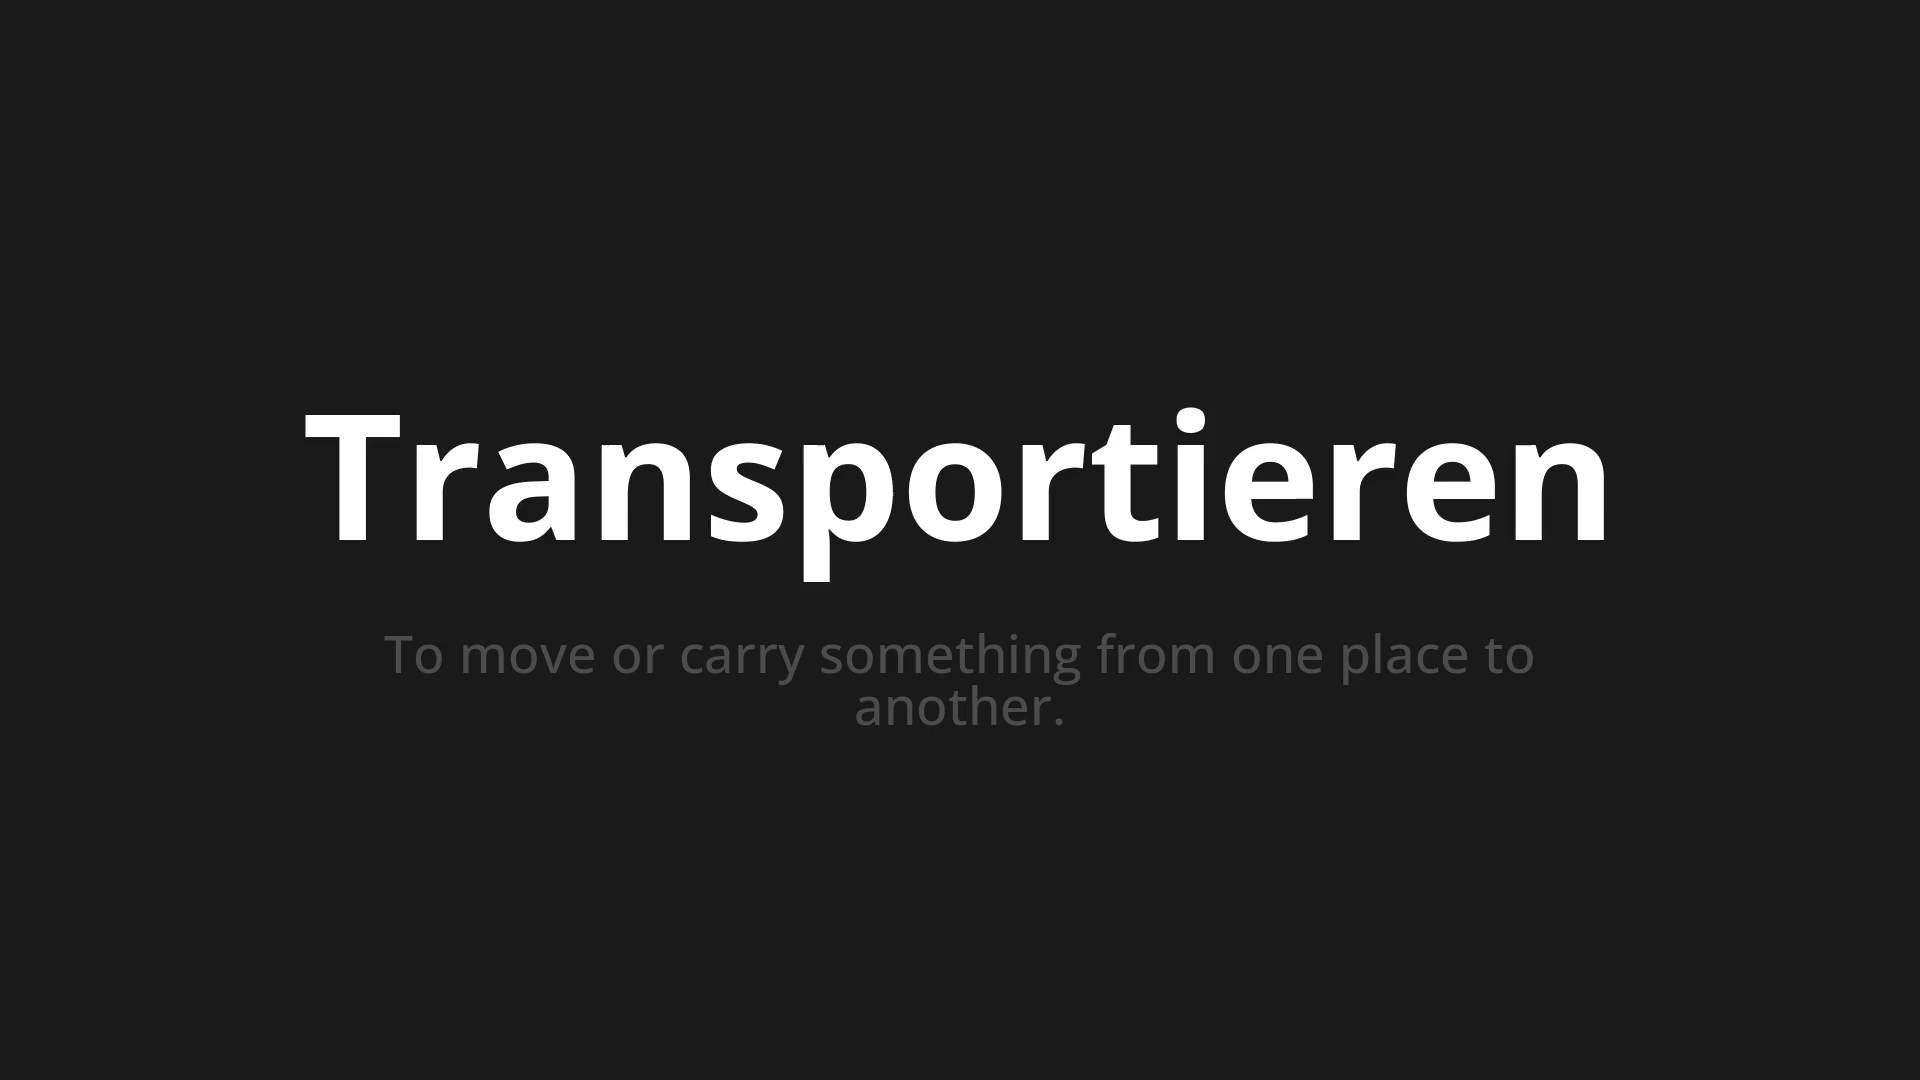 Transportieren
To move or carry something from one place to
another.